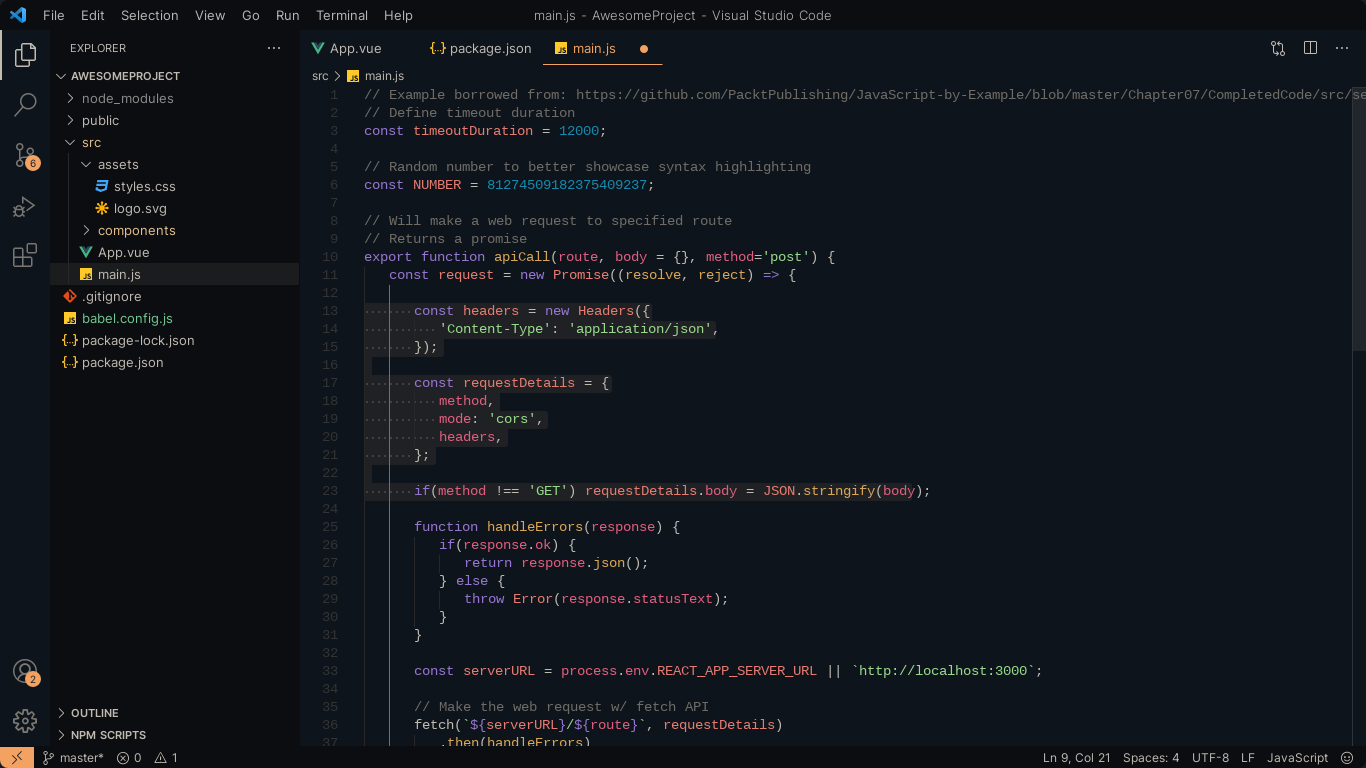 File Edit Selection View Go Run Terminal Help
main.js - AwesomeProject - Visual Studio Code
EXPLORER
AWESOMEPROJECT
node_modules
public
src
assets
styles.css
logo.svg
components
App.vue
main.js
.gitignore
babel.config.js
package-lock.json
package.json
OUTLINE
NPM SCRIPTS
6
2
App.vue {..} package.json JS main.js
src > JS main.js
1 // Example borrowed from: https://github.com/PacktPublishing/JavaScript-by-Example/blob/master/Chapter07/CompletedCode/src/se
2 // Define timeout duration
3 const timeoutDuration = 12000;
4
5 // Random number to better showcase syntax highlighting
6 const NUMBER = 81274509182375409237;
7
8 // Will make a web request to specified route
9 // Returns a promise
10 export function apiCall(route, body = {}, method='post') {
11 const request = new Promise((resolve, reject) => {
12
13 const headers = new Headers({
14 'Content-Type': 'application/json',
15 });
16
17 const requestDetails = {
18 method,
19 mode: 'cors',
20 headers,
21 };
22
23 if(method !== 'GET') requestDetails.body = JSON.stringify(body);
24
25 function handleErrors(response) {
26 if(response.ok) {
27 return response.json();
28 } else {
29 throw Error(response.statusText);
30 }
31 }
32
33 const serverURL = process.env.REACT_APP_SERVER_URL || `http://localhost:3000`;
34
35 // Make the web request w/ fetch API
36 fetch(`${serverURL}/${route}`, requestDetails)
37 .then(handleErrors)
master* 0 1 Ln 9, Col 21 Spaces: 4 UTF-8 LF JavaScript